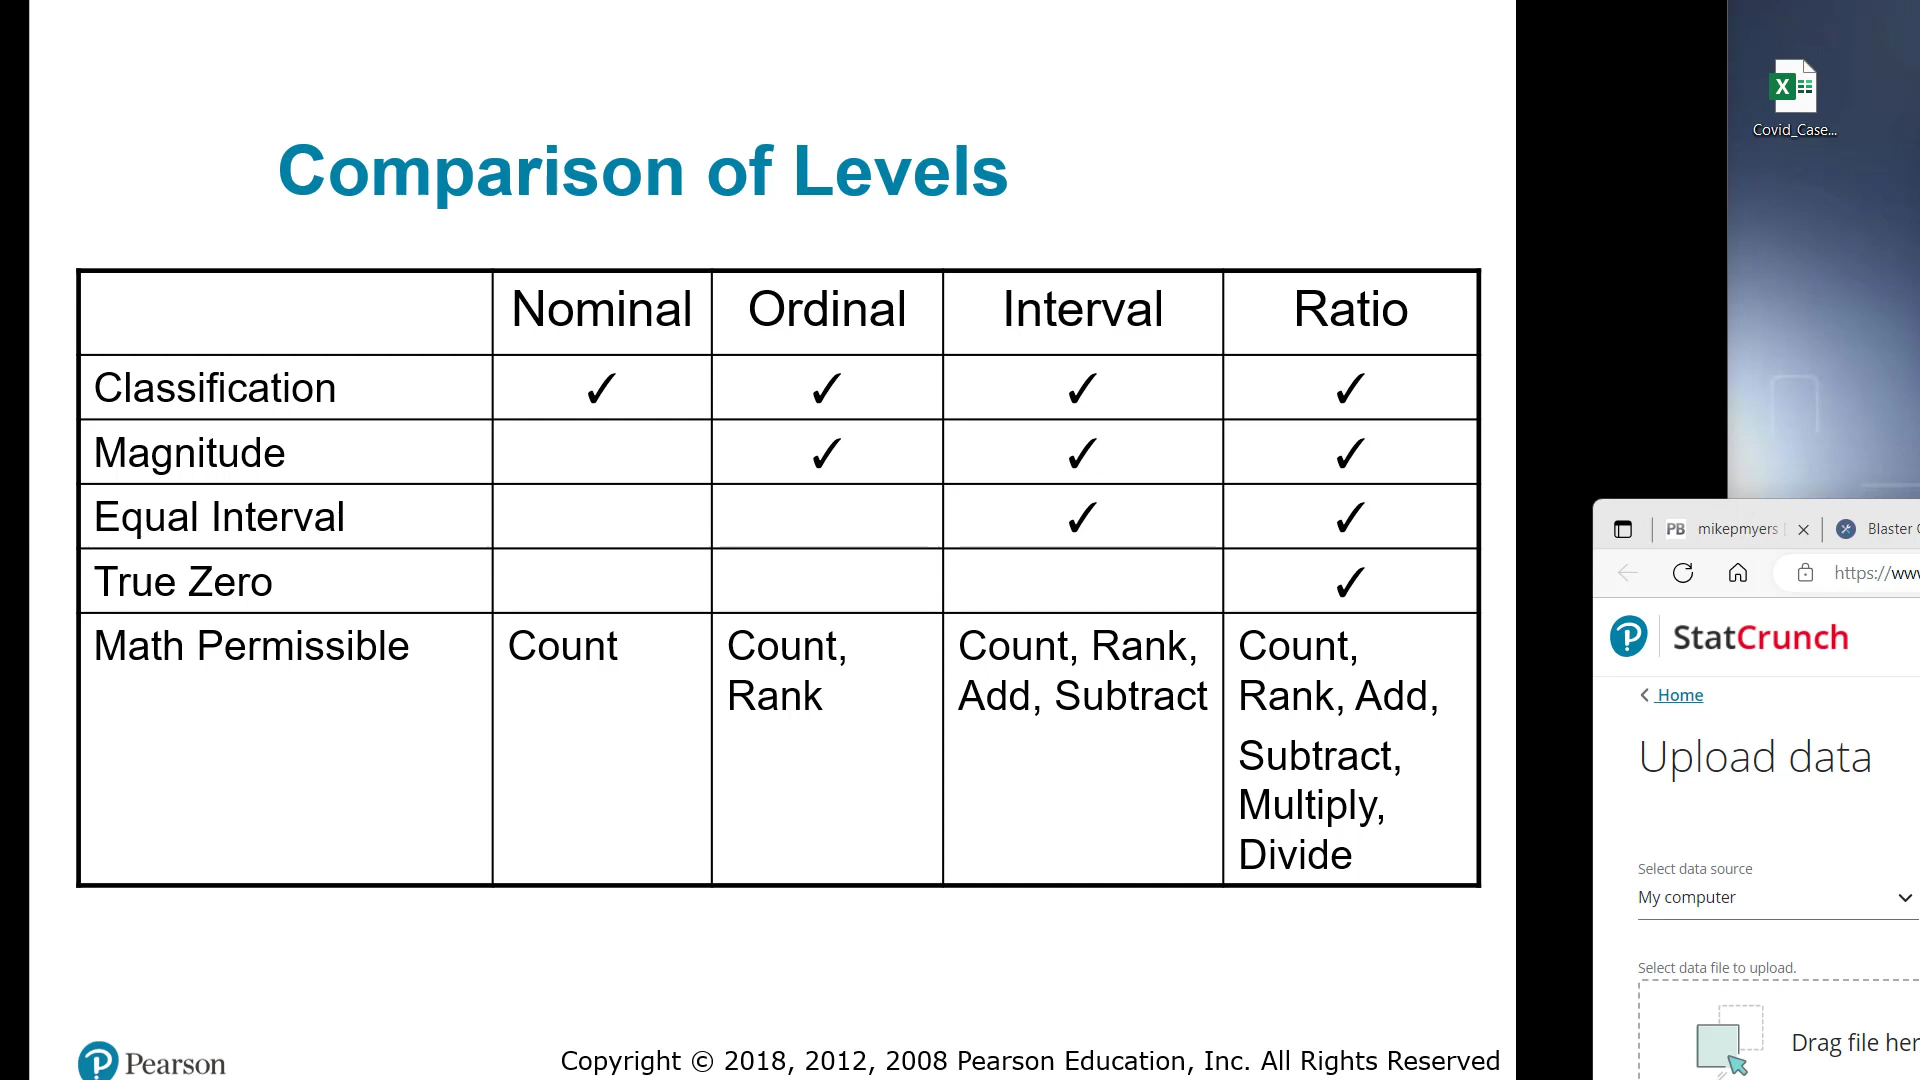 Comparison of Levels
Nominal Ordinal Interval Ratio
Classification ✓ ✓ ✓ ✓
Magnitude ✓ ✓ ✓
Equal Interval ✓ ✓
True Zero ✓
Math Permissible Count Count, Count, Rank, Count,
Rank Add, Subtract Rank, Add,
Subtract,
Multiply,
Divide
Pearson
Copyright © 2018, 2012, 2008 Pearson Education, Inc. All Rights Reserved
Covid_Case...
PB mikepmyers Blaster
https://www
StatCrunch
Home
Upload data
Select data source
My computer
Select data file to upload.
Drag file her